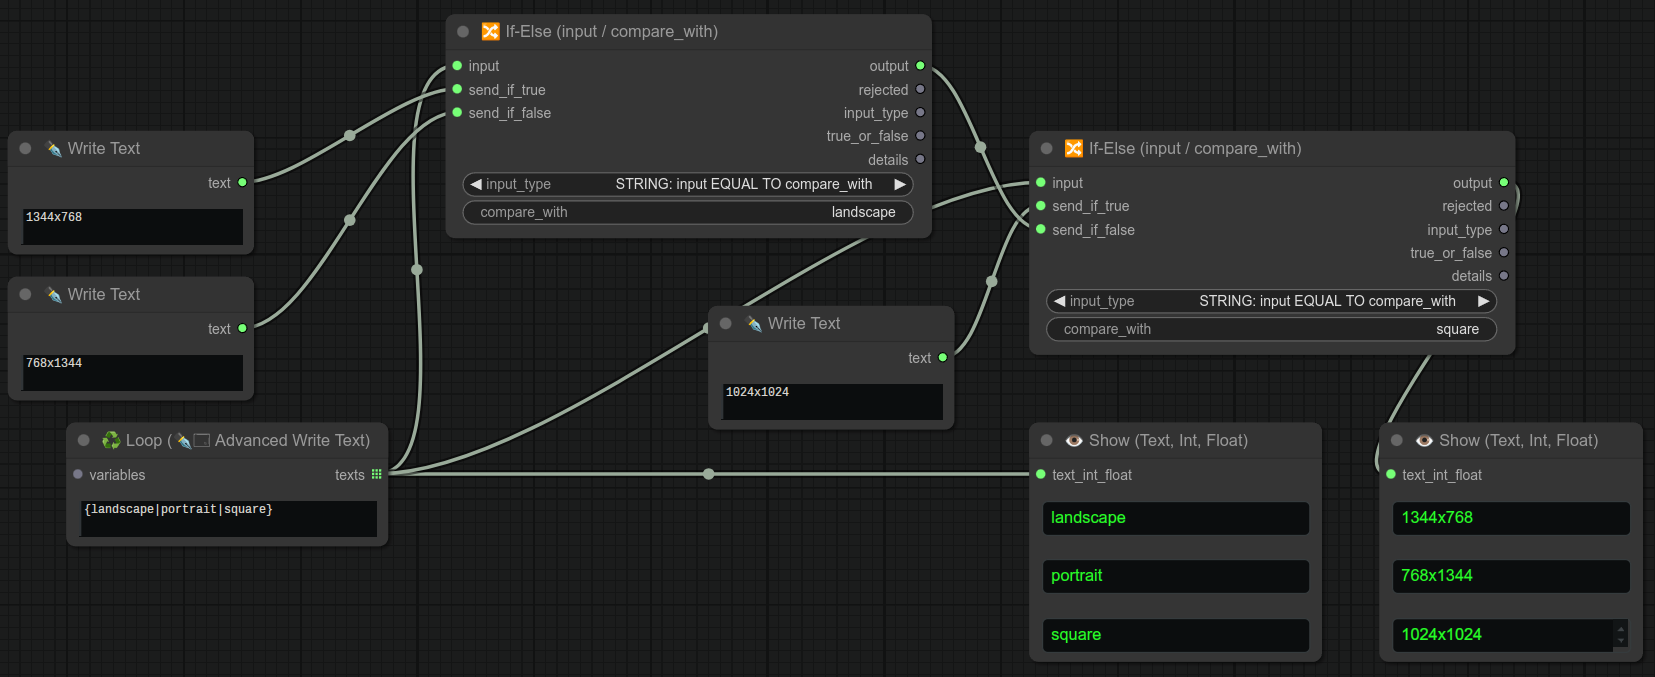 If-Else (input / compare_with)
input
output
send_if_true
rejected
send_if_false
input_type
true_or_false
details
input_type
STRING: input EQUAL TO compare_with
compare_with
landscape
Write Text
text
1344x768
Write Text
text
768x1344
Loop ( Advanced Write Text)
variables
texts
{landscape|portrait|square}
Write Text
text
1024x1024
If-Else (input / compare_with)
input
output
send_if_true
rejected
send_if_false
input_type
true_or_false
details
input_type
STRING: input EQUAL TO compare_with
compare_with
square
Show (Text, Int, Float)
text_int_float
landscape
portrait
square
Show (Text, Int, Float)
text_int_float
1344x768
768x1344
1024x1024